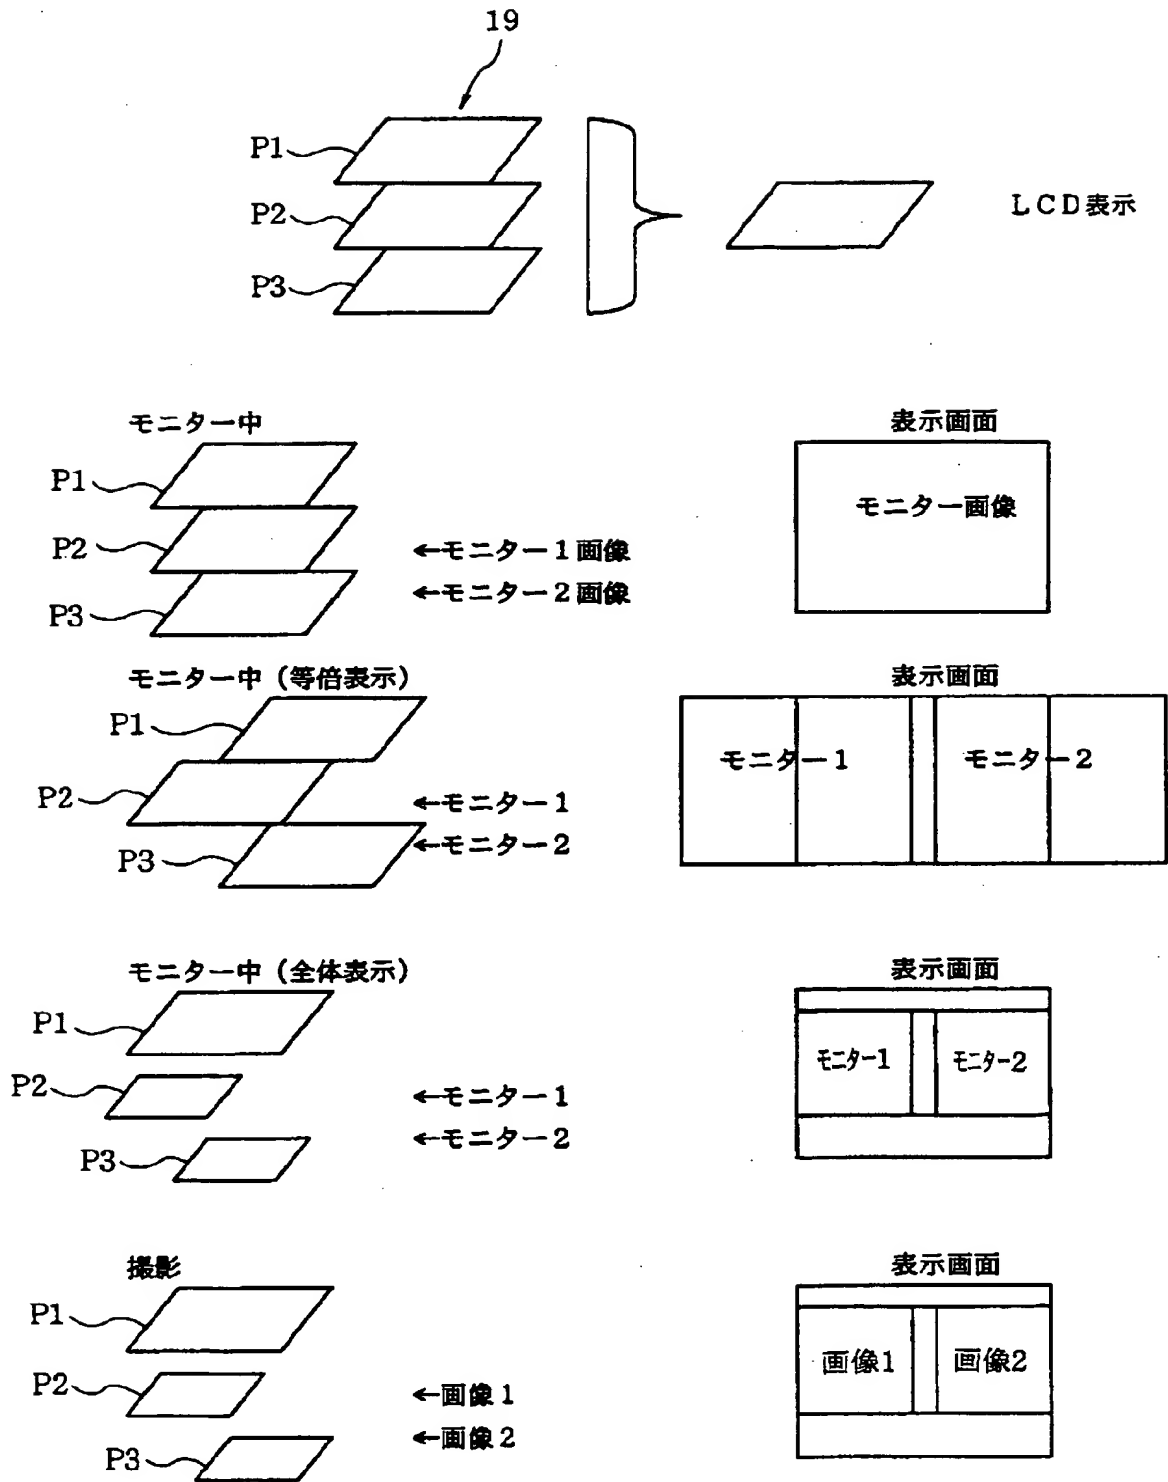 19
P1
P2
P3
LCD表示
モニター中
表示画面
P1
P2
P3
←モニター1画像
←モニター2画像
モニター画像
モニター中(等倍表示)
表示画面
P1
P2
P3
←モニター1
←モニター2
モニター1
モニター2
モニター中(全体表示)
表示画面
P1
P2
P3
←モニター1
←モニター2
モニター1
モニター2
撮影
表示画面
P1
P2
P3
←画像1
←画像2
画像1
画像2